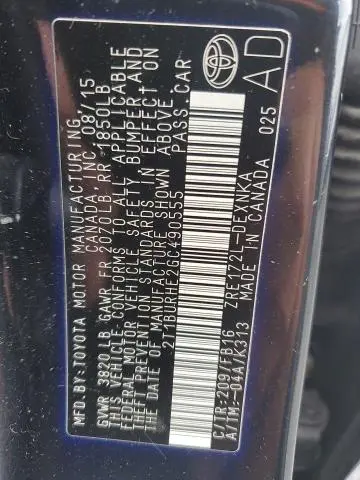 MFD. BY: TOYOTA MOTOR MANUFACTURING
CANADA, INC. 08/15
GVWR 3820 LB GAWR FR 2070LB RR 1850LB
THIS VEHICLE CONFORMS TO ALL APPLICABLE
FEDERAL MOTOR VEHICLE SAFETY, BUMPER, AND
THEFT PREVENTION STANDARDS IN EFFECT ON
THE DATE OF MANUFACTURE SHOWN ABOVE.
2T1BURHE2GC490555 PASS. CAR
C/TR: 209/FB16 ZRE172L-DEXNKA
A/TM: -04A/K313 MADE IN CANADA
025
AD